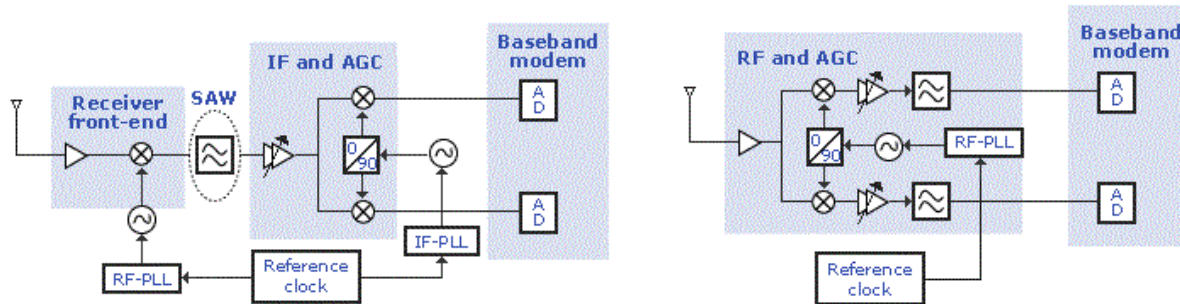 IF and AGC
Baseband
modem
SAW
Receiver
front-end
A
D
0
90
A
D
IF-PLL
RF-PLL
Reference
clock
RF and AGC
Baseband
modem
A
D
0
90
RF-PLL
A
D
Reference
clock